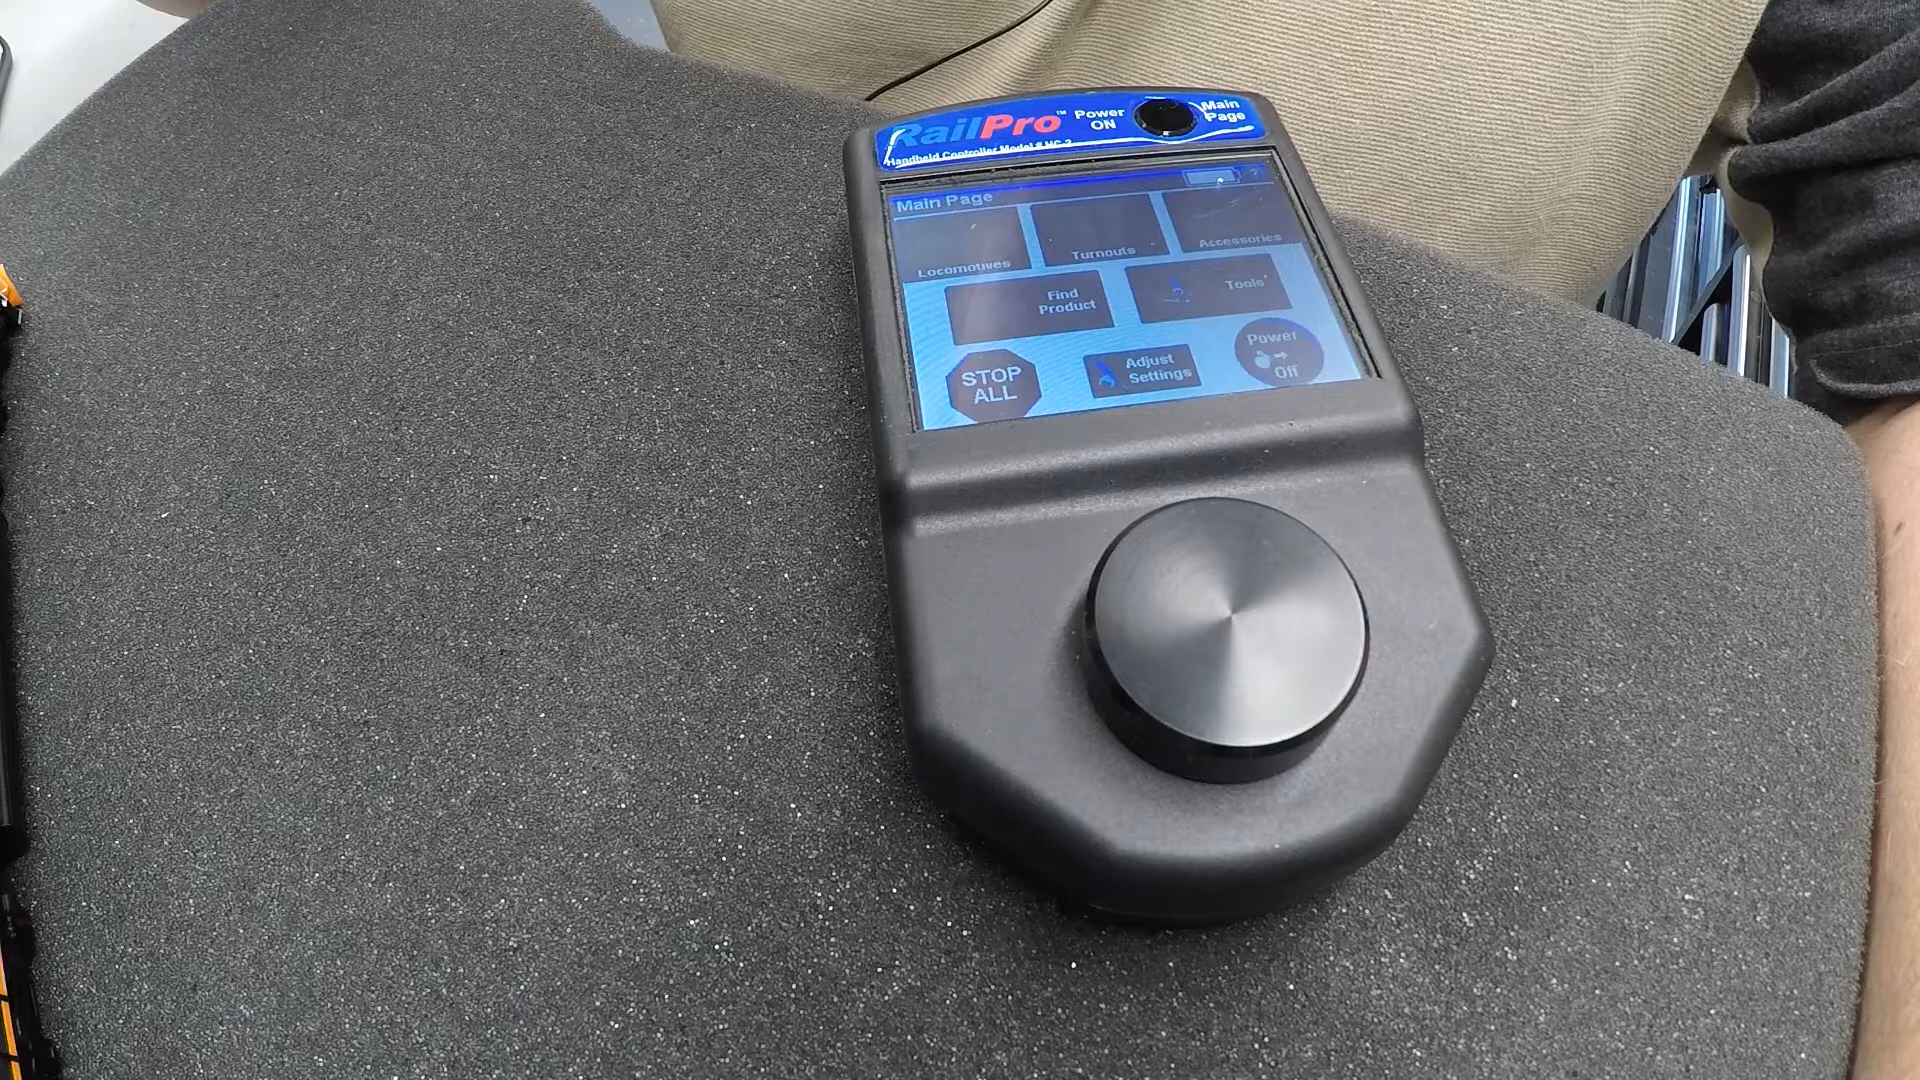 RailPro™
Power
ON
Main
Page
Handheld Controller Model # HC-2
Main Page
?
Locomotives
Turnouts
Accessories
Find
Product
Tools
STOP
ALL
Adjust
Settings
Power
Off